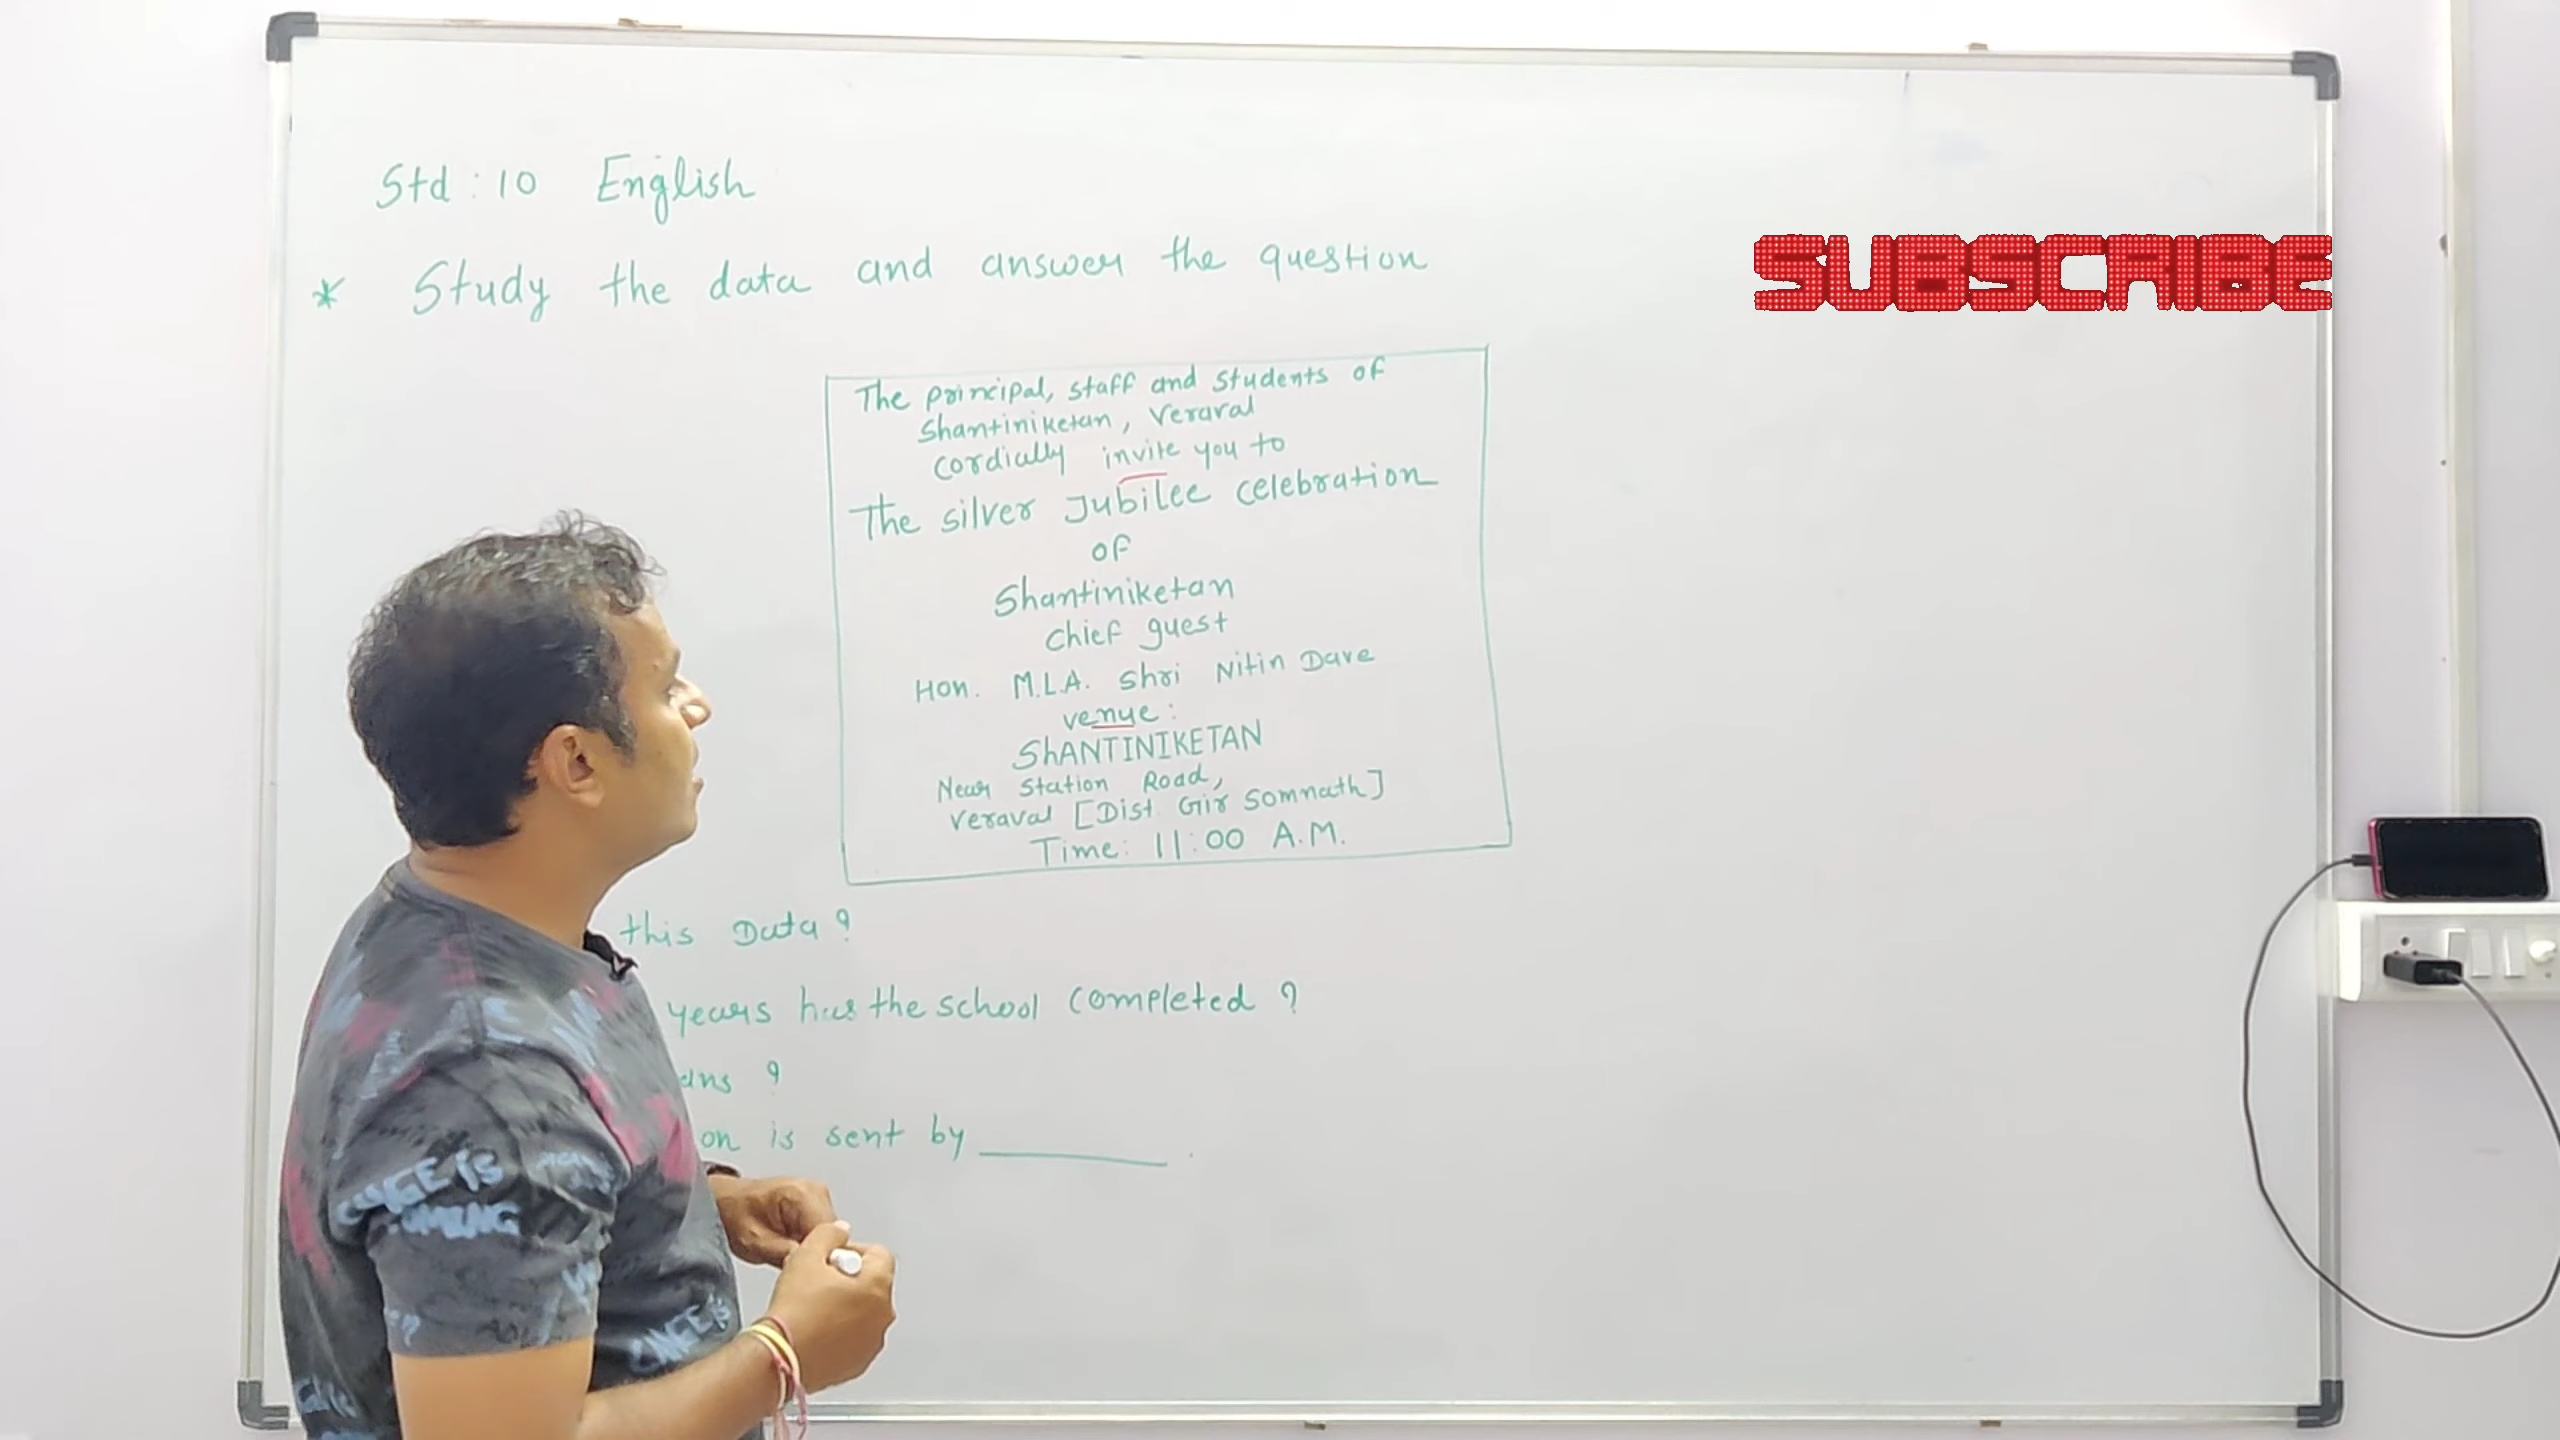 Std : 10 English
SUBSCRIBE
* Study the data and answer the question
The principal, staff and students of
Shantiniketan, Veraval
cordially invite you to
The silver Jubilee celebration
of
Shantiniketan
chief guest
Hon. M.L.A. Shri Nitin Dave
venue:
ShANTINIKETAN
Near Station Road,
Veraval [Dist. Gir Somnath]
Time: 11:00 A.M.
this Data?
years has the school completed ?
ans ?
on is sent by ________ .